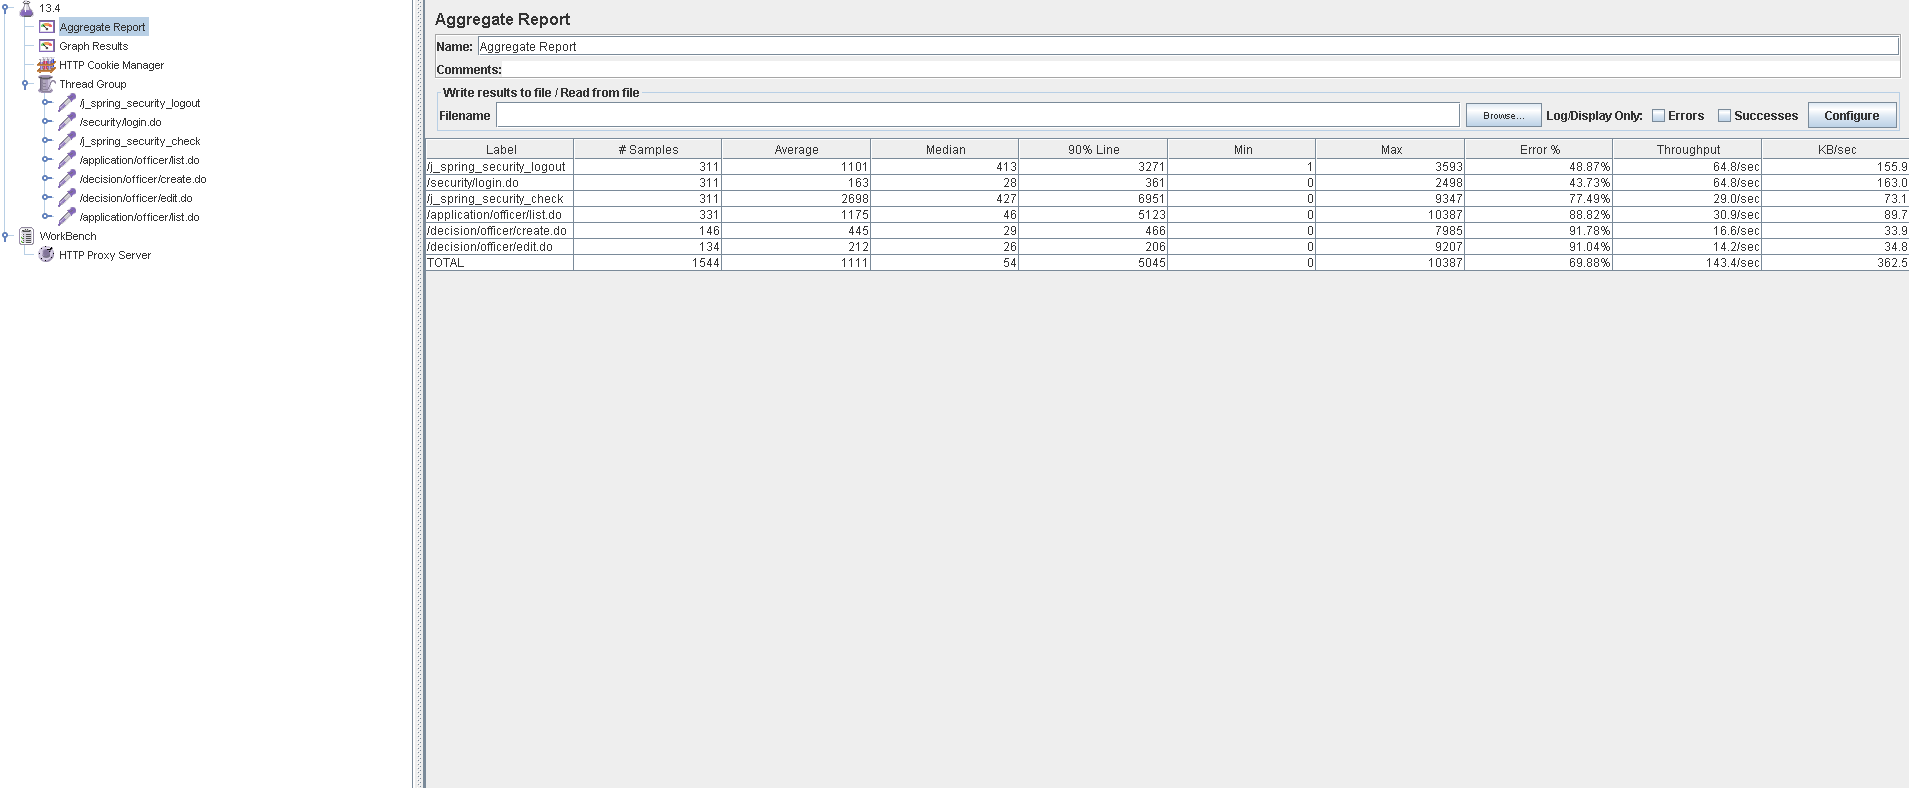 13.4
Aggregate Report
Graph Results
HTTP Cookie Manager
Thread Group
/j_spring_security_logout
/security/login.do
/j_spring_security_check
/application/officer/list.do
/decision/officer/create.do
/decision/officer/edit.do
/application/officer/list.do
WorkBench
HTTP Proxy Server
Aggregate Report
Name: Aggregate Report
Comments:
Write results to file / Read from file
Filename Browse... Log/Display Only: Errors Successes Configure
Label # Samples Average Median 90% Line Min Max Error % Throughput KB/sec
/j_spring_security_logout 311 1101 413 3271 1 3593 48.87% 64.8/sec 155.9
/security/login.do 311 163 28 361 0 2498 43.73% 64.8/sec 163.0
/j_spring_security_check 311 2698 427 6951 0 9347 77.49% 29.0/sec 73.1
/application/officer/list.do 331 1175 46 5123 0 10387 88.82% 30.9/sec 89.7
/decision/officer/create.do 146 445 29 466 0 7985 91.78% 16.6/sec 33.9
/decision/officer/edit.do 134 212 26 206 0 9207 91.04% 14.2/sec 34.8
TOTAL 1544 1111 54 5045 0 10387 69.88% 143.4/sec 362.5